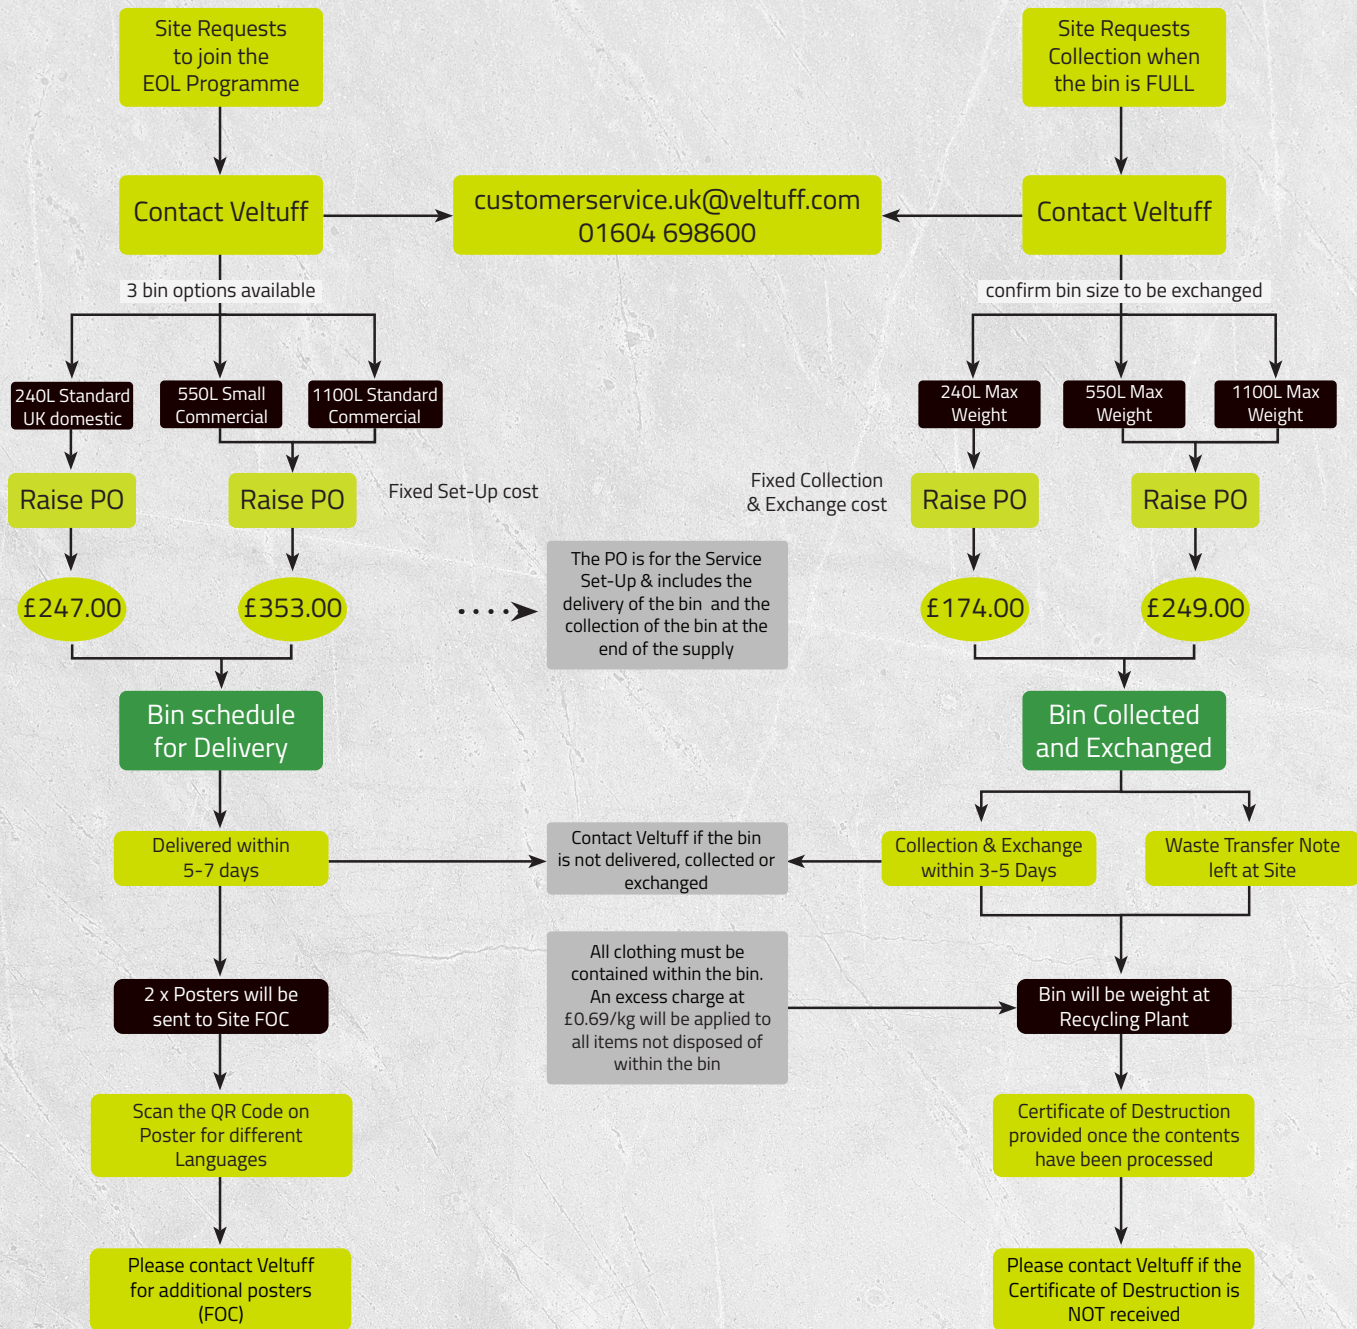 Site Requests
to join the
EOL Programme
Site Requests
Collection when
the bin is FULL
Contact Veltuff
customerservice.uk@veltuff.com
01604 698600
Contact Veltuff
3 bin options available
confirm bin size to be exchanged
240L Standard
UK domestic
550L Small
Commercial
1100L Standard
Commercial
240L Max
Weight
550L Max
Weight
1100L Max
Weight
Raise PO
Raise PO
Fixed Set-Up cost
Fixed Collection
& Exchange cost
Raise PO
Raise PO
£247.00
£353.00
The PO is for the Service
Set-Up & includes the
delivery of the bin and the
collection of the bin at the
end of the supply
£174.00
£249.00
Bin schedule
for Delivery
Bin Collected
and Exchanged
Delivered within
5-7 days
Contact Veltuff if the bin
is not delivered, collected or
exchanged
Collection & Exchange
within 3-5 Days
Waste Transfer Note
left at Site
All clothing must be
contained within the bin.
An excess charge at
£0.69/kg will be applied to
all items not disposed of
within the bin
2 x Posters will be
sent to Site FOC
Bin will be weight at
Recycling Plant
Scan the QR Code on
Poster for different
Languages
Certificate of Destruction
provided once the contents
have been processed
Please contact Veltuff
for additional posters
(FOC)
Please contact Veltuff if the
Certificate of Destruction is
NOT received